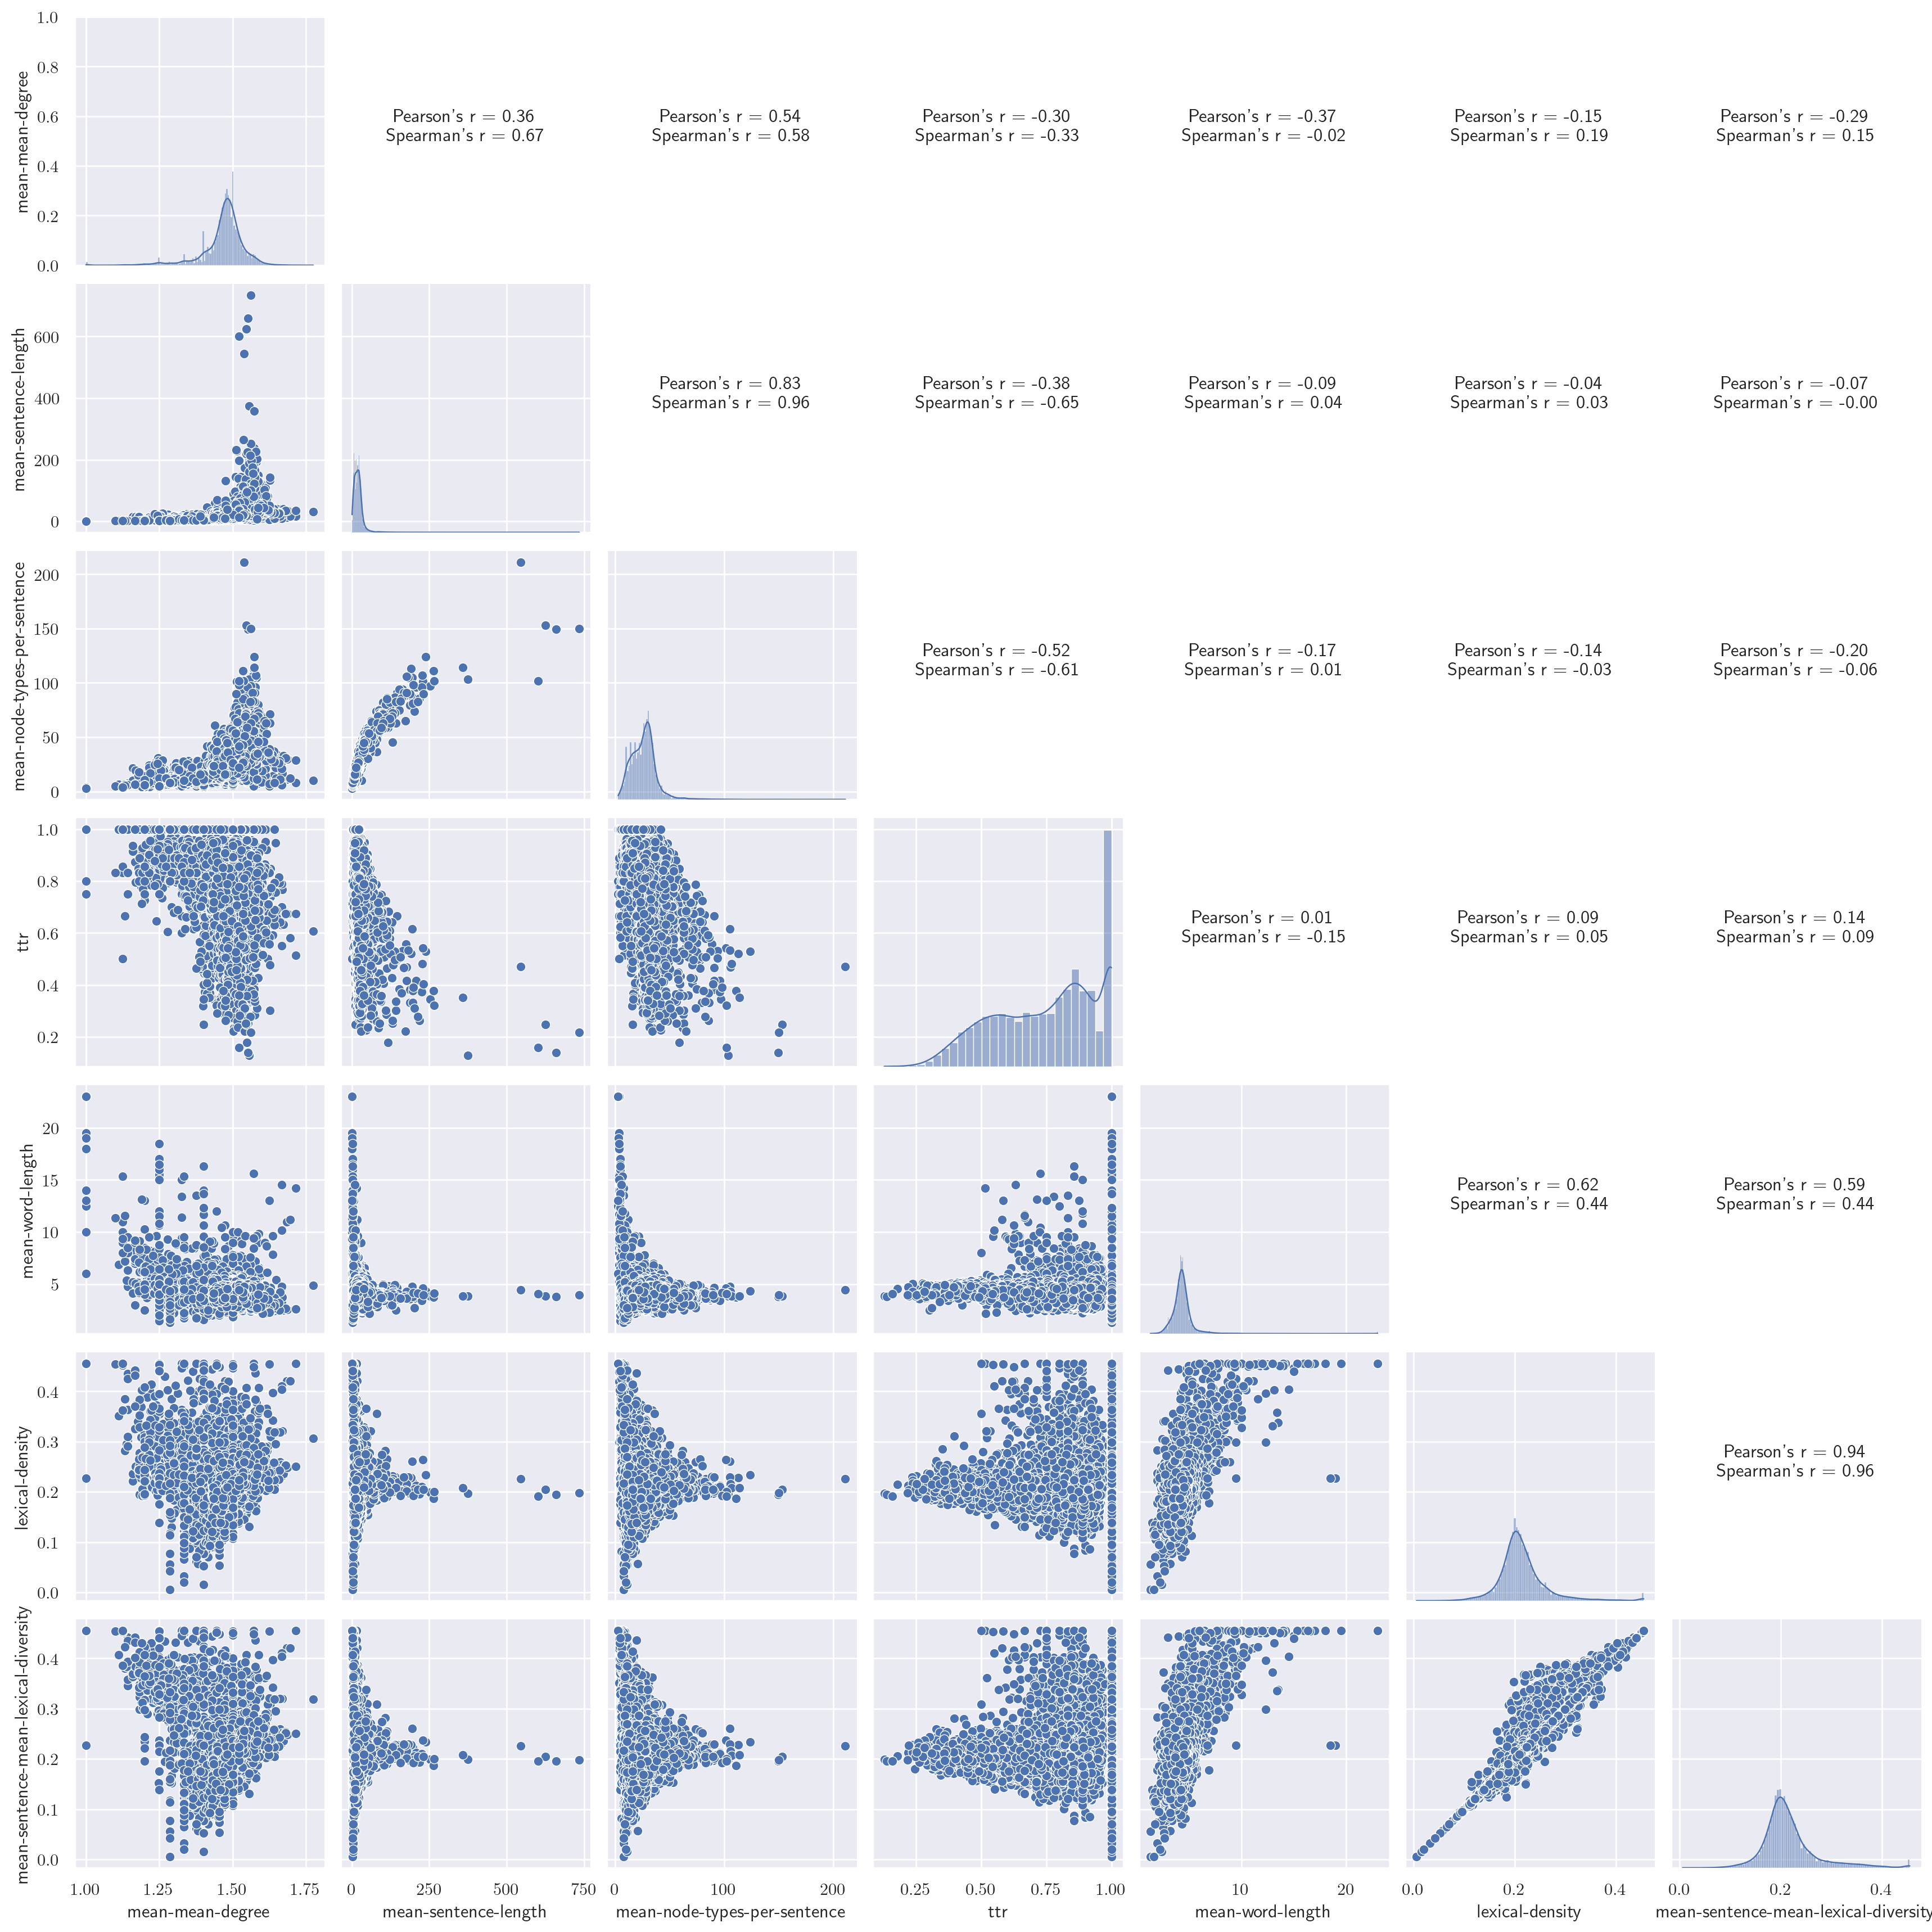 1.0
0.8
0.6
0.4
0.2
0.0
mean-mean-degree
Pearson's r = 0.36
Spearman's r = 0.67
Pearson's r = 0.54
Spearman's r = 0.58
Pearson's r = -0.30
Spearman's r = -0.33
Pearson's r = -0.37
Spearman's r = -0.02
Pearson's r = -0.15
Spearman's r = 0.19
Pearson's r = -0.29
Spearman's r = 0.15
600
400
200
0
mean-sentence-length
Pearson's r = 0.83
Spearman's r = 0.96
Pearson's r = -0.38
Spearman's r = -0.65
Pearson's r = -0.09
Spearman's r = 0.04
Pearson's r = -0.04
Spearman's r = 0.03
Pearson's r = -0.07
Spearman's r = -0.00
200
150
100
50
0
mean-node-types-per-sentence
Pearson's r = -0.52
Spearman's r = -0.61
Pearson's r = -0.17
Spearman's r = 0.01
Pearson's r = -0.14
Spearman's r = -0.03
Pearson's r = -0.20
Spearman's r = -0.06
1.0
0.8
0.6
0.4
0.2
ttr
Pearson's r = 0.01
Spearman's r = -0.15
Pearson's r = 0.09
Spearman's r = 0.05
Pearson's r = 0.14
Spearman's r = 0.09
20
15
10
5
mean-word-length
Pearson's r = 0.62
Spearman's r = 0.44
Pearson's r = 0.59
Spearman's r = 0.44
0.4
0.3
0.2
0.1
0.0
lexical-density
Pearson's r = 0.94
Spearman's r = 0.96
0.4
0.3
0.2
0.1
0.0
mean-sentence-mean-lexical-diversity
1.00 1.25 1.50 1.75
mean-mean-degree
0 250 500 750
mean-sentence-length
0 100 200
mean-node-types-per-sentence
0.25 0.50 0.75 1.00
ttr
10 20
mean-word-length
0.0 0.2 0.4
lexical-density
0.0 0.2 0.4
mean-sentence-mean-lexical-diversity